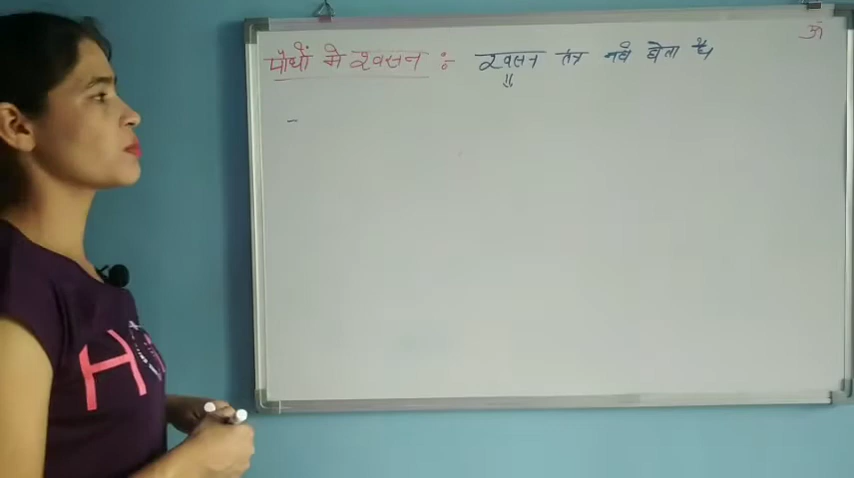 पौधों में श्वसन :- श्वसन तंत्र नहीं होता है
ॐ
H